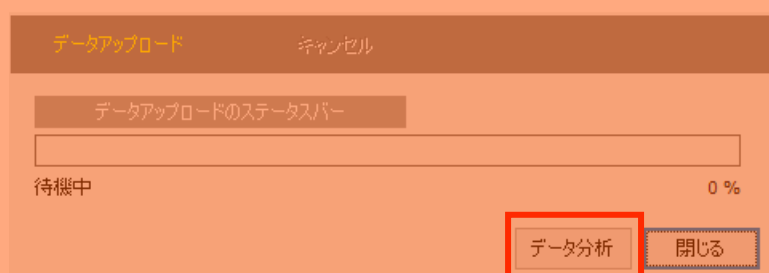 データアップロード キャンセル
データアップロードのステータスバー
待機中 0 %
データ分析 閉じる